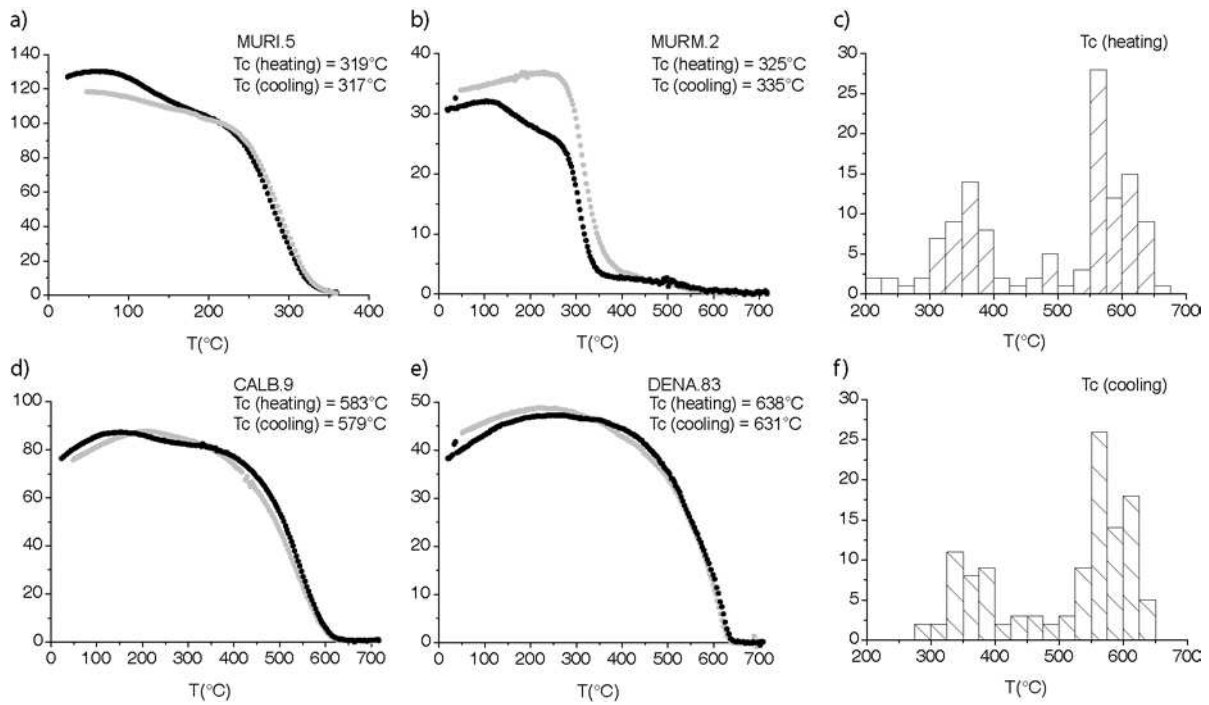 a)
MURI.5
Tc (heating) = 319°C
Tc (cooling) = 317°C
140
120
100
80
60
40
20
0
0 100 200 300 400
T(°C)
b)
MURM.2
Tc (heating) = 325°C
Tc (cooling) = 335°C
40
30
20
10
0
0 100 200 300 400 500 600 700
T(°C)
c)
Tc (heating)
30
25
20
15
10
5
0
200 300 400 500 600 700
T(°C)
d)
CALB.9
Tc (heating) = 583°C
Tc (cooling) = 579°C
100
80
60
40
20
0
0 100 200 300 400 500 600 700
T(°C)
e)
DENA.83
Tc (heating) = 638°C
Tc (cooling) = 631°C
50
40
30
20
10
0
0 100 200 300 400 500 600 700
T(°C)
f)
Tc (cooling)
30
25
20
15
10
5
0
200 300 400 500 600 700
T(°C)